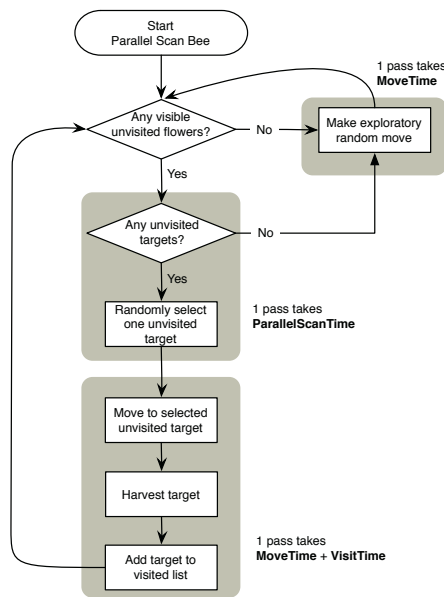 Start
Parallel Scan Bee
1 pass takes
MoveTime
Any visible
unvisited flowers?
No
Make exploratory
random move
Yes
Any unvisited
targets?
No
Yes
Randomly select
one unvisited
target
1 pass takes
ParallelScanTime
Move to selected
unvisited target
Harvest target
Add target to
visited list
1 pass takes
MoveTime + VisitTime